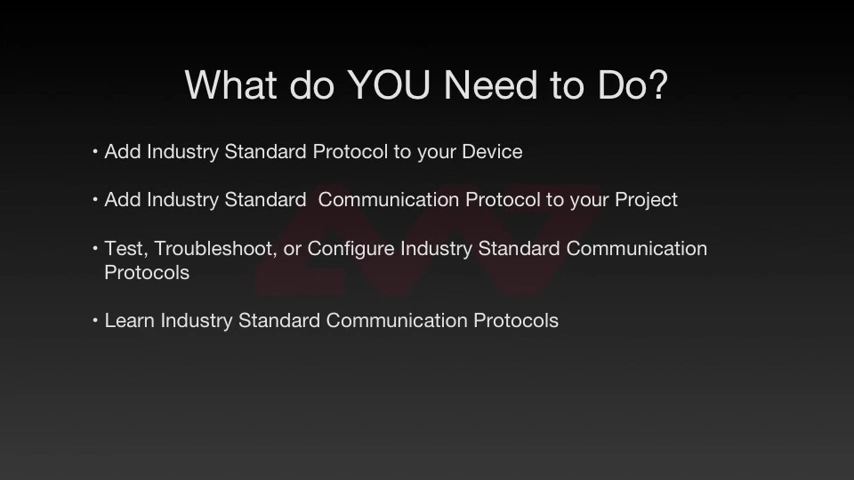 What do YOU Need to Do?
• Add Industry Standard Protocol to your Device
• Add Industry Standard  Communication Protocol to your Project
• Test, Troubleshoot, or Configure Industry Standard Communication
Protocols
• Learn Industry Standard Communication Protocols